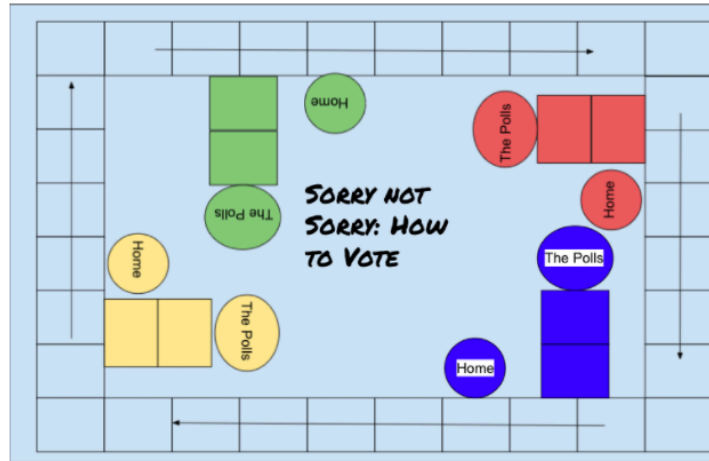 Home
The Polls
The Polls
Home
SORRY NOT
SORRY: HOW
TO VOTE
Home
The Polls
The Polls
Home